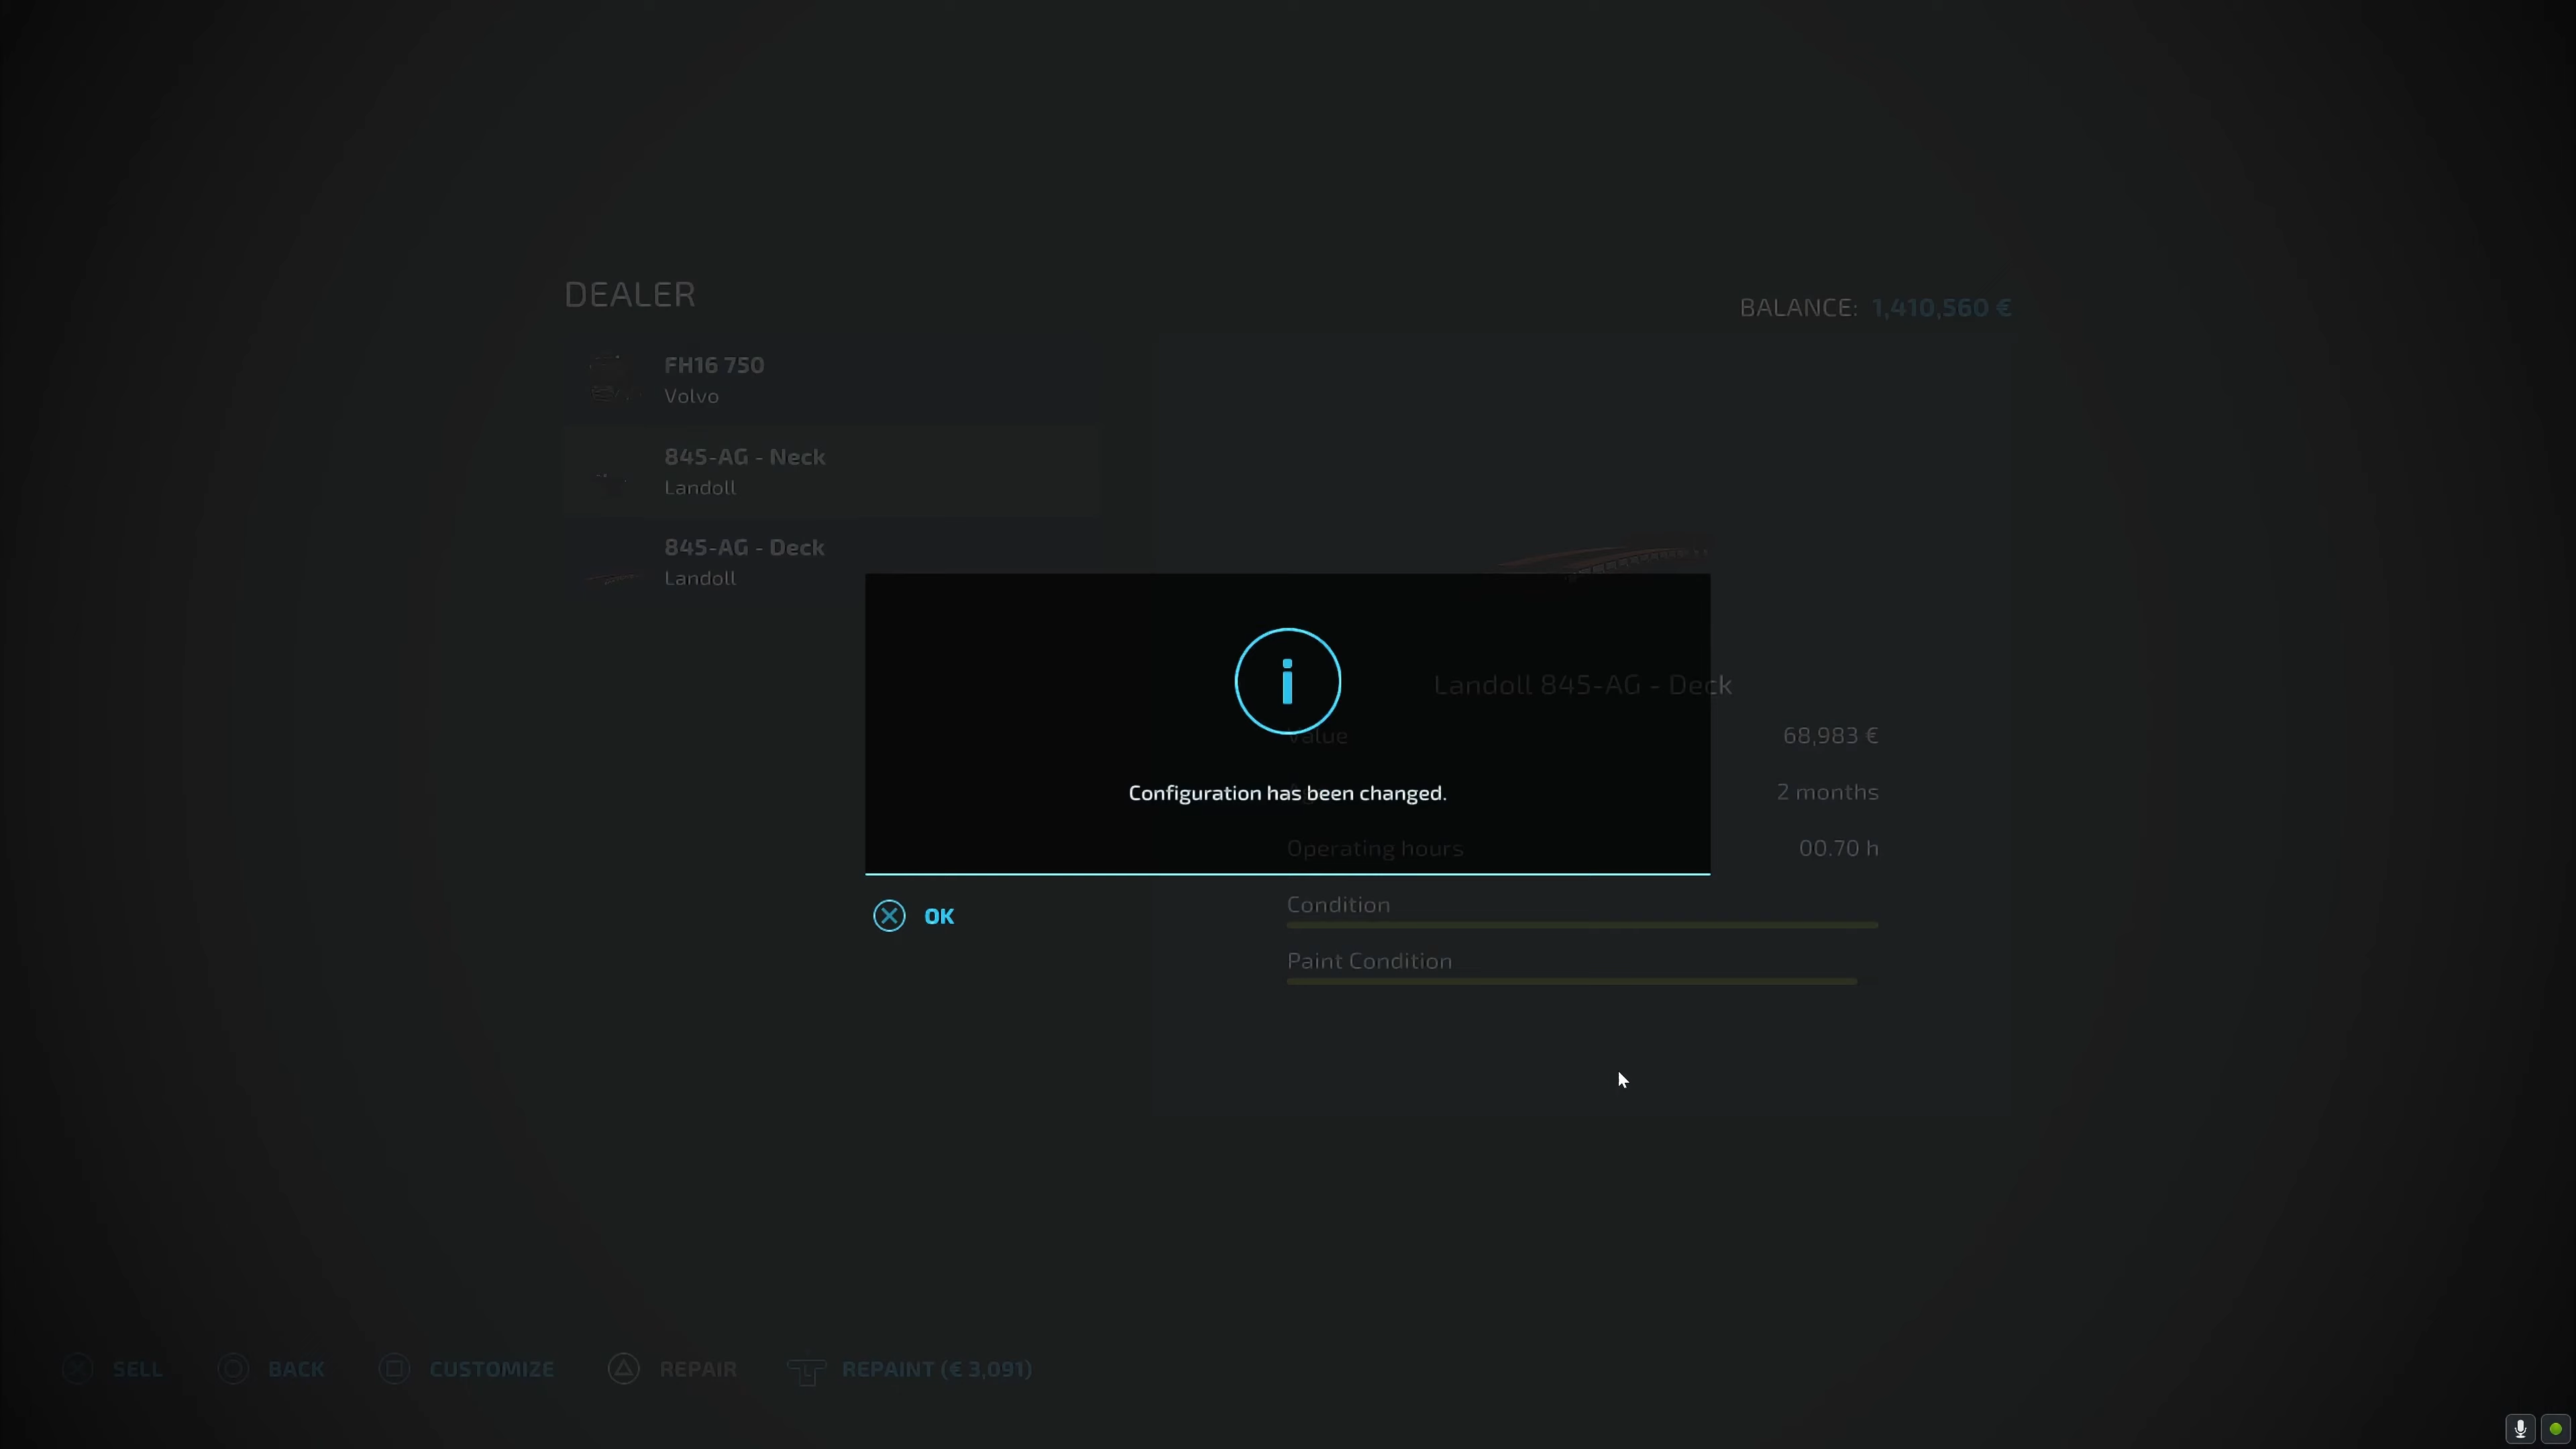 DEALER
BALANCE: 1,410,560 €
FH16 750
Volvo
845-AG - Neck
Landoll
845-AG - Deck
Landoll
Landoll 845-AG - Deck
Value
68,983 €
Configuration has been changed.
2 months
Operating hours
00.70 h
OK
Condition
Paint Condition
SELL
BACK
CUSTOMIZE
REPAIR
REPAINT (€ 3,091)